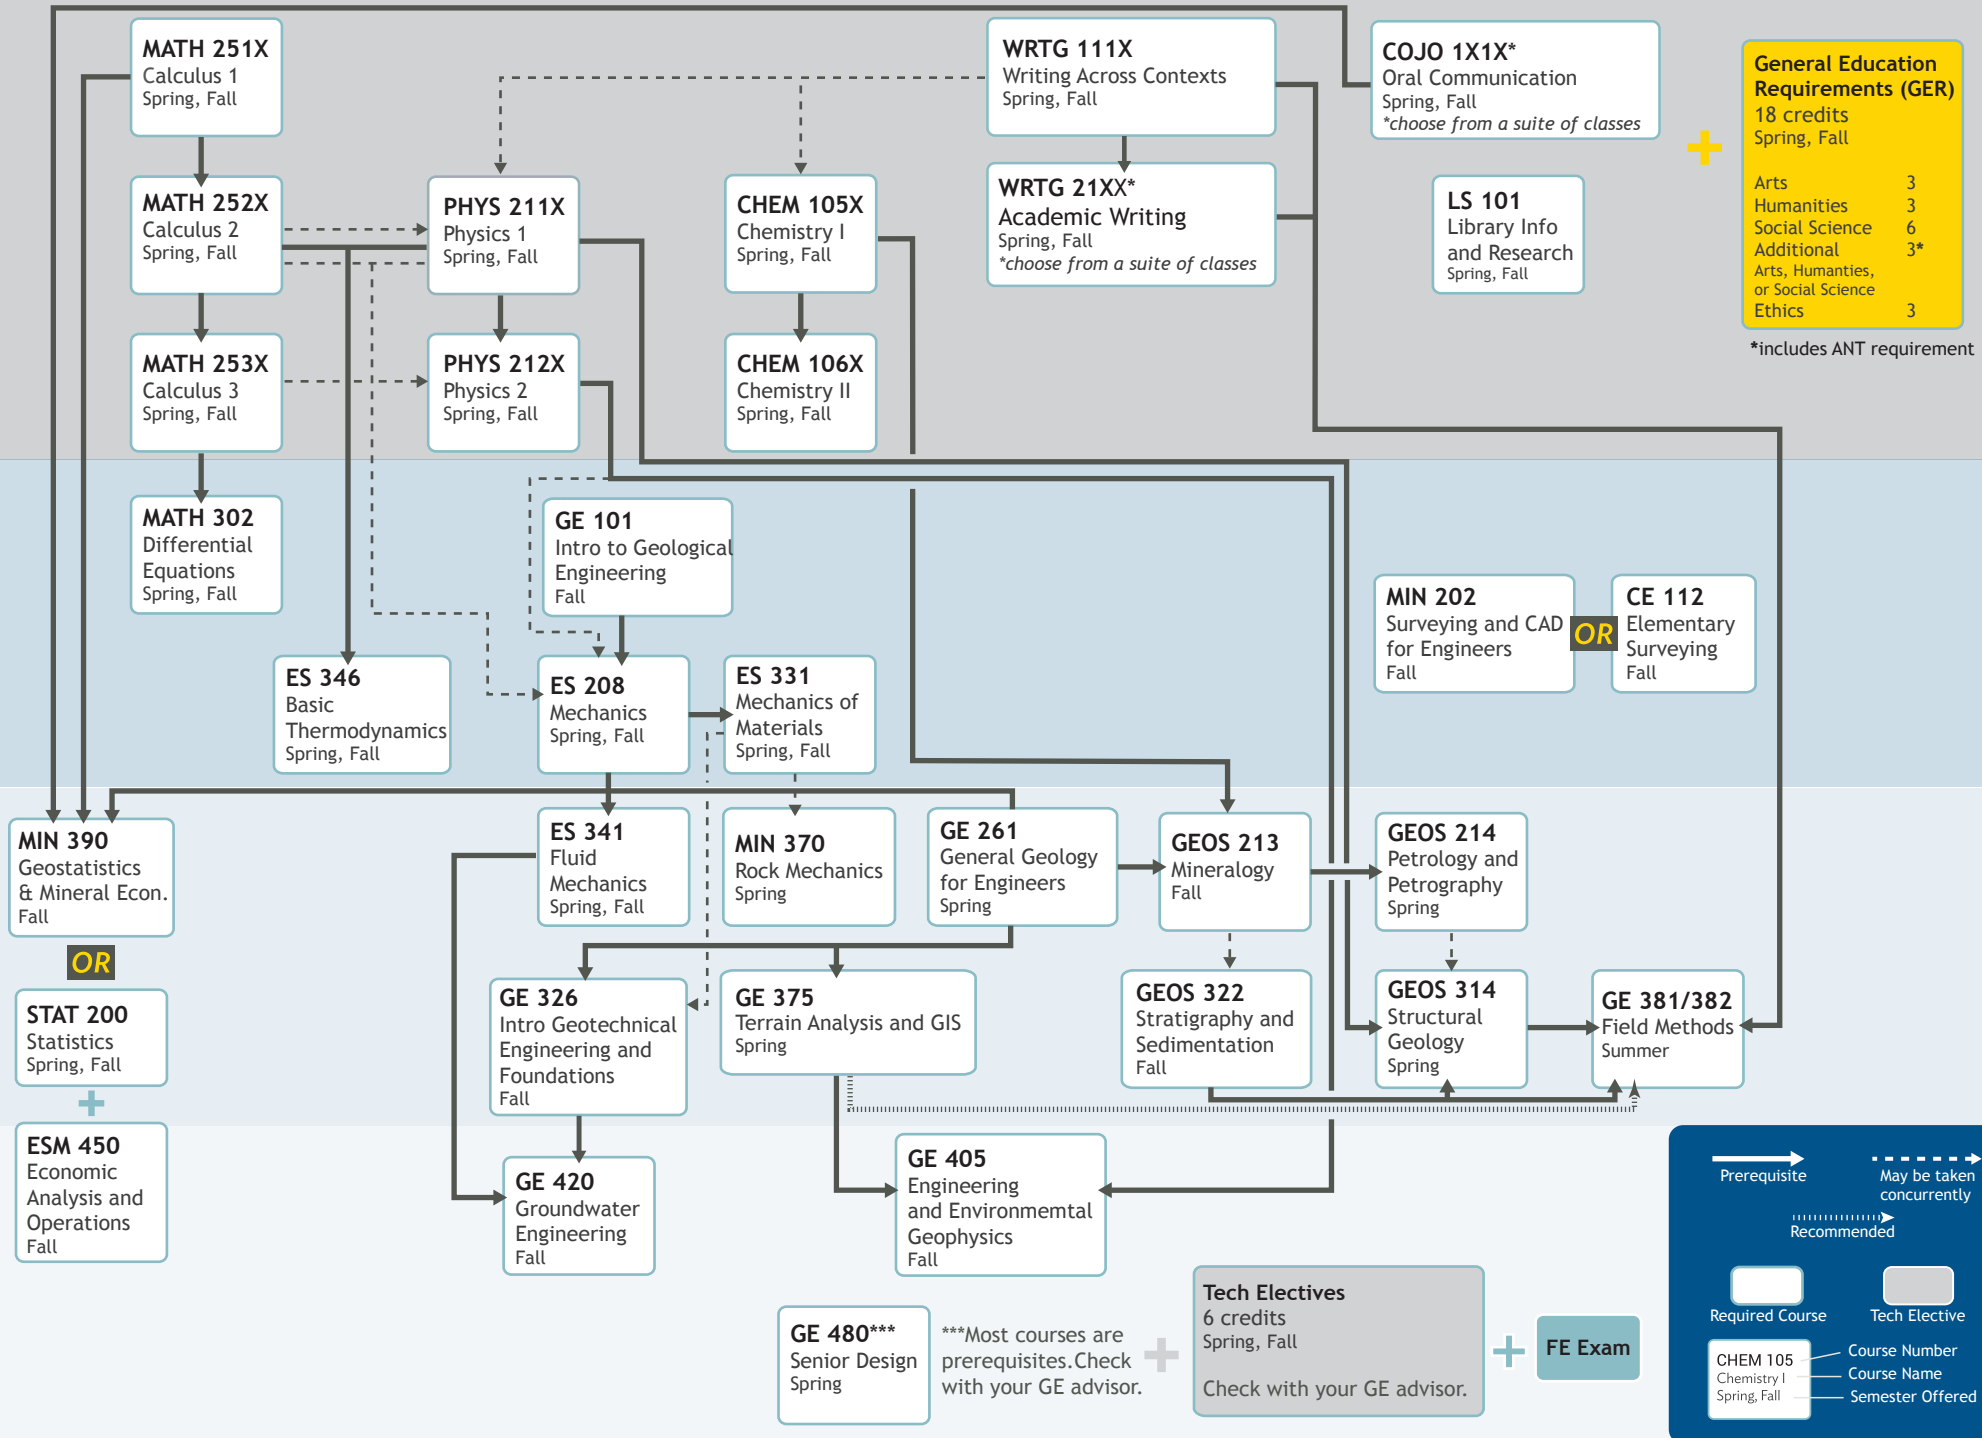 MATH 251X
Calculus 1
Spring, Fall
WRTG 111X
Writing Across Contexts
Spring, Fall
COJO 1X1X*
Oral Communication
Spring, Fall
*choose from a suite of classes
General Education
Requirements (GER)
18 credits
Spring, Fall
Arts 3
Humanities 3
Social Science 6
Additional 3*
Arts, Humanties,
or Social Science
Ethics 3
*includes ANT requirement
MATH 252X
Calculus 2
Spring, Fall
PHYS 211X
Physics 1
Spring, Fall
CHEM 105X
Chemistry I
Spring, Fall
WRTG 21XX*
Academic Writing
Spring, Fall
*choose from a suite of classes
LS 101
Library Info
and Research
Spring, Fall
MATH 253X
Calculus 3
Spring, Fall
PHYS 212X
Physics 2
Spring, Fall
CHEM 106X
Chemistry II
Spring, Fall
MATH 302
Differential
Equations
Spring, Fall
GE 101
Intro to Geological
Engineering
Fall
MIN 202
Surveying and CAD
for Engineers
Fall
OR
CE 112
Elementary
Surveying
Fall
ES 346
Basic
Thermodynamics
Spring, Fall
ES 208
Mechanics
Spring, Fall
ES 331
Mechanics of
Materials
Spring, Fall
MIN 390
Geostatistics
& Mineral Econ.
Fall
OR
STAT 200
Statistics
Spring, Fall
+
ESM 450
Economic
Analysis and
Operations
Fall
ES 341
Fluid
Mechanics
Spring, Fall
MIN 370
Rock Mechanics
Spring
GE 261
General Geology
for Engineers
Spring
GEOS 213
Mineralogy
Fall
GEOS 214
Petrology and
Petrography
Spring
GE 326
Intro Geotechnical
Engineering and
Foundations
Fall
GE 375
Terrain Analysis and GIS
Spring
GEOS 322
Stratigraphy and
Sedimentation
Fall
GEOS 314
Structural
Geology
Spring
GE 381/382
Field Methods
Summer
GE 420
Groundwater
Engineering
Fall
GE 405
Engineering
and Environmemtal
Geophysics
Fall
GE 480***
Senior Design
Spring
***Most courses are
prerequisites.Check
with your GE advisor.
+
Tech Electives
6 credits
Spring, Fall
Check with your GE advisor.
+
FE Exam
Prerequisite
May be taken
concurrently
Recommended
Required Course
Tech Elective
CHEM 105
Chemistry I
Spring, Fall
Course Number
Course Name
Semester Offered